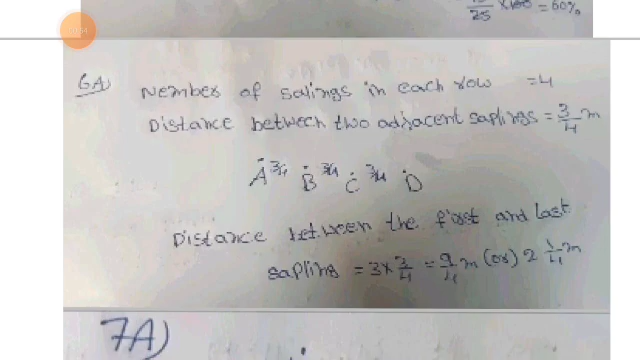 15/25 × 100 = 60%
6A) Nember of salings in each row = 4
Distance between two adjacent saplings = 3/4 m
A 3/4 B 3/4 C 3/4 D
Distance between the first and last
sapling = 3 × 3/4 = 9/4 m (or) 2 1/4 m
7A)